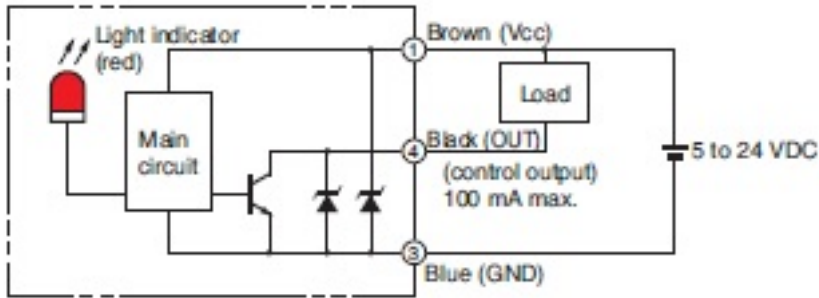 Light indicator
(red)
Main
circuit
1
Brown (Vcc)
Load
4
Black (OUT)
(control output)
100 mA max.
5 to 24 VDC
3
Blue (GND)